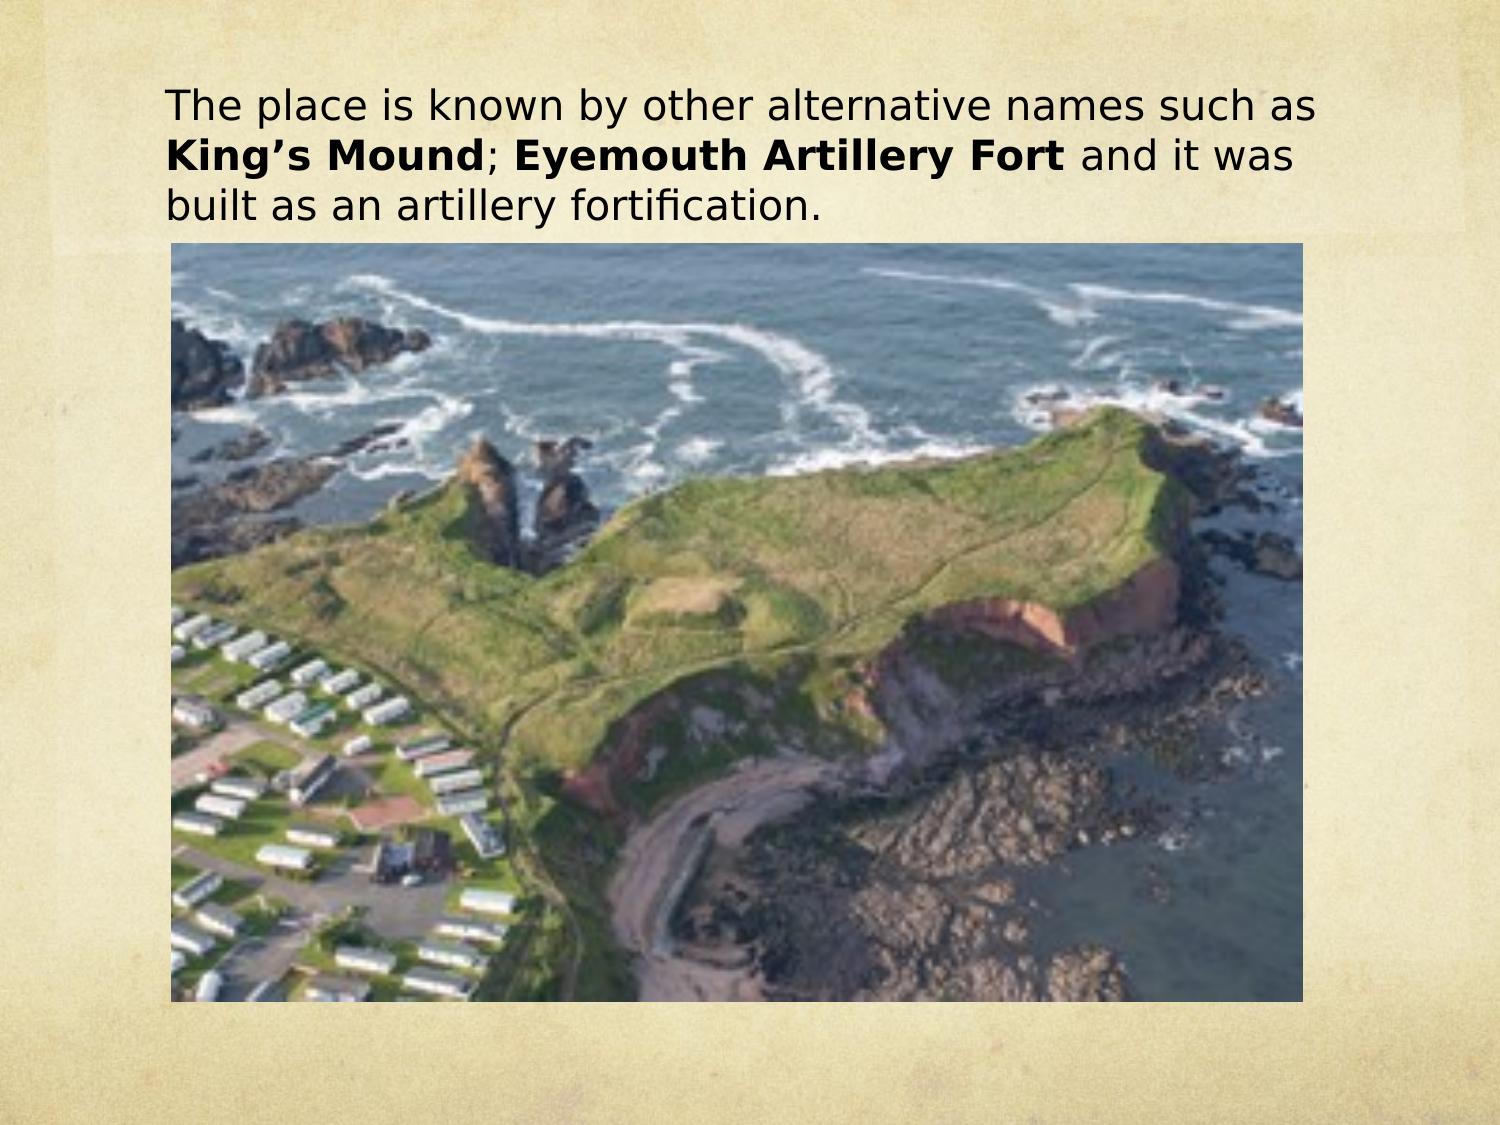 The place is known by other alternative names such as
King’s Mound; Eyemouth Artillery Fort and it was
built as an artillery fortification.